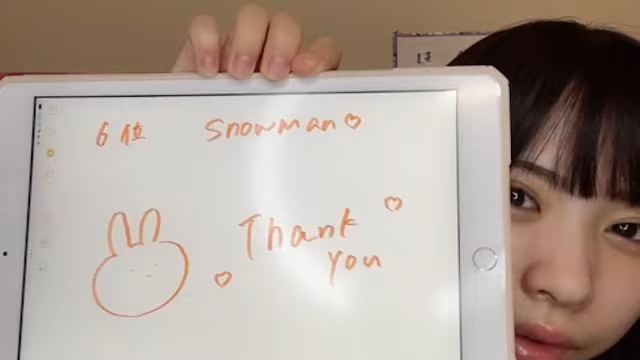 6位 Snowman♡
Thank ♡
♡ you